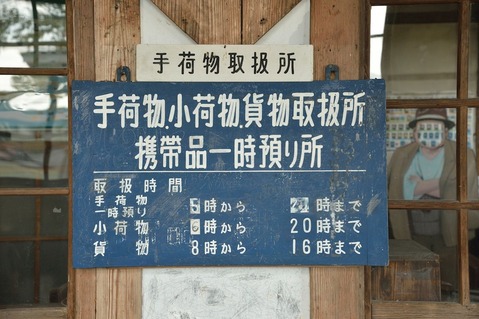 手荷物取扱所
手荷物、小荷物、貨物取扱所
携帯品一時預り所
取扱時間
手荷物
一時預り 時から 時まで
小荷物 時から 20時まで
貨物 8時から 16時まで